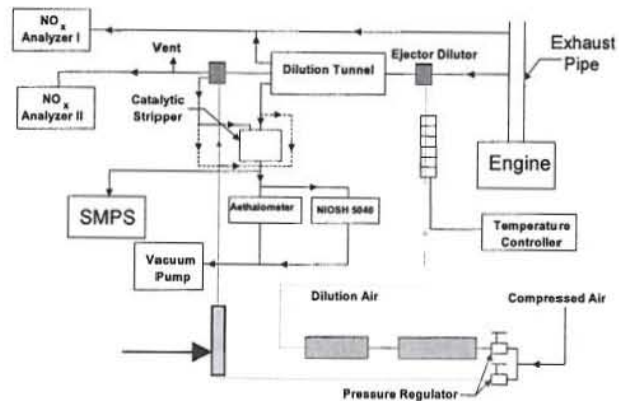 NOx
Analyzer I
Vent
Ejector Dilutor
Exhaust
Pipe
NOx
Analyzer II
Dilution Tunnel
Catalytic
Stripper
Engine
SMPS
Aethalometer
NIOSH 5040
Temperature
Controller
Vacuum
Pump
Dilution Air
Compressed Air
Pressure Regulator